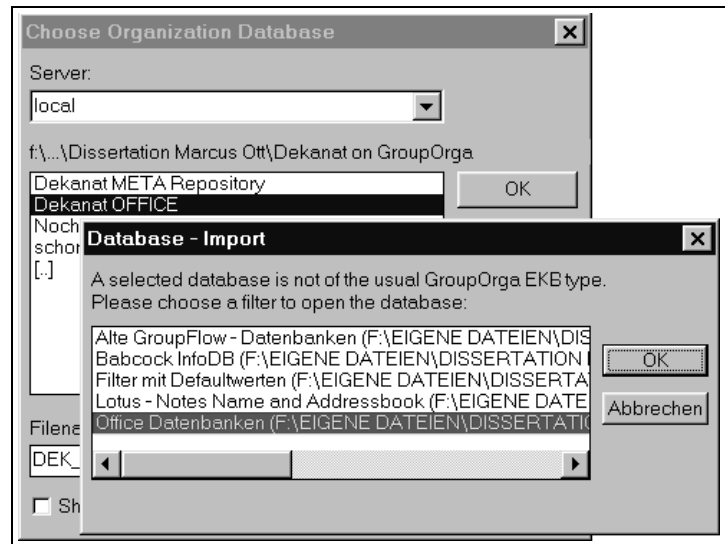 Choose Organization Database
Server:
local
f:\...\Dissertation Marcus Ott\Dekanat on GroupOrga
Dekanat META Repository
OK
Dekanat OFFICE
Noch
schon
[..]
Database - Import
A selected database is not of the usual GroupOrga EKB type.
Please choose a filter to open the database:
Alte GroupFlow - Datenbanken (F:\EIGENE DATEIEN\DIS
Babcock InfoDB (F:\EIGENE DATEIEN\DISSERTATION
Filter mit Defaultwerten (F:\EIGENE DATEIEN\DISSERTA
Lotus - Notes Name and Addressbook (F:\EIGENE DATE
Office Datenbanken (F:\EIGENE DATEIEN\DISSERTATIO
OK
Abbrechen
Filena
DEK_
Sh